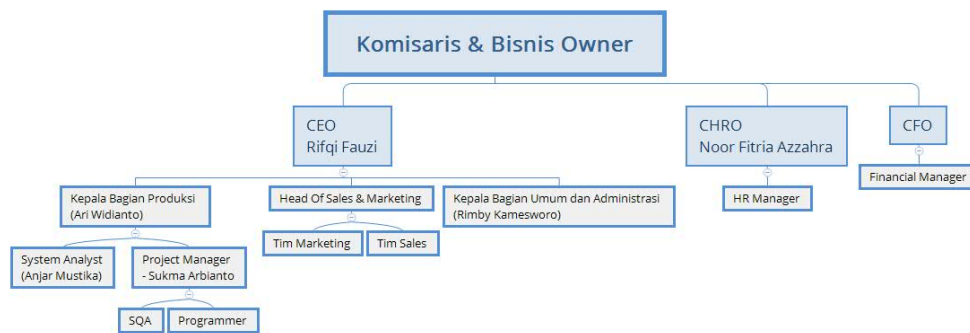 Komisaris & Bisnis Owner
CEO
Rifqi Fauzi
CHRO
Noor Fitria Azzahra
CFO
Kepala Bagian Produksi
(Ari Widianto)
Head Of Sales & Marketing
Kepala Bagian Umum dan Administrasi
(Rimby Kamesworo)
HR Manager
Financial Manager
System Analyst
(Anjar Mustika)
Project Manager
- Sukma Arbianto
Tim Marketing
Tim Sales
SQA
Programmer